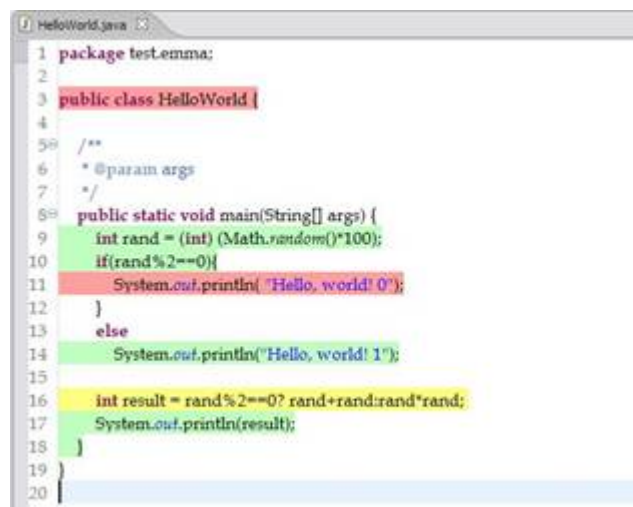 HelloWorld.java
1 package test.emma;
2
3 public class HelloWorld {
4
5 /**
6 * @param args
7 */
8 public static void main(String[] args) {
9 int rand = (int) (Math.random()*100);
10 if(rand%2==0){
11 System.out.println( "Hello, world! 0");
12 }
13 else
14 System.out.println("Hello, world! 1");
15
16 int result = rand%2==0? rand+rand:rand*rand;
17 System.out.println(result);
18 }
19 }
20